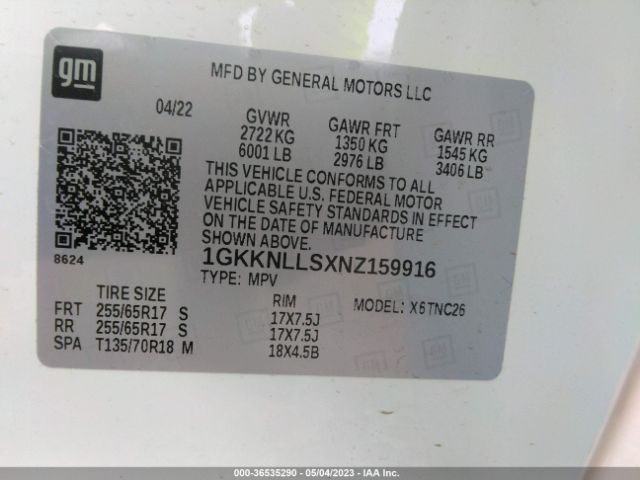 gm
MFD BY GENERAL MOTORS LLC
04/22
GVWR
2722 KG
6001 LB
GAWR FRT
1350 KG
2976 LB
GAWR RR
1545 KG
3406 LB
THIS VEHICLE CONFORMS TO ALL
APPLICABLE U.S. FEDERAL MOTOR
VEHICLE SAFETY STANDARDS IN EFFECT
ON THE DATE OF MANUFACTURE
SHOWN ABOVE.
8624
1GKKNLLSXNZ159916
TYPE: MPV
TIRE SIZE
RIM
MODEL: X6TNC26
FRT 255/65R17 S 17X7.5J
RR 255/65R17 S 17X7.5J
SPA T135/70R18 M 18X4.5B
000-36535290 - 05/04/2023 - IAA Inc.